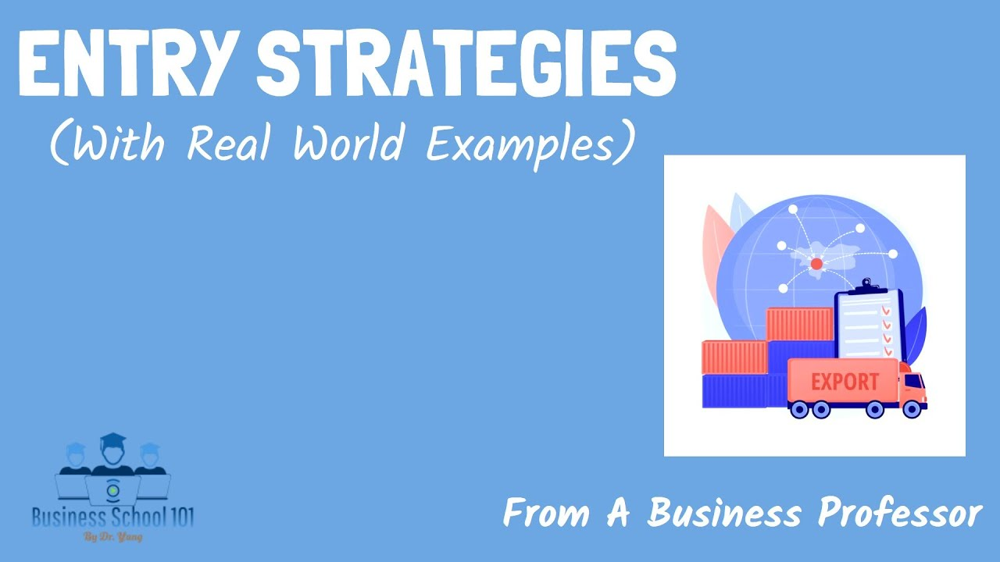 ENTRY STRATEGIES
(With Real World Examples)
EXPORT
Business School 101
By Dr. Yang
From A Business Professor